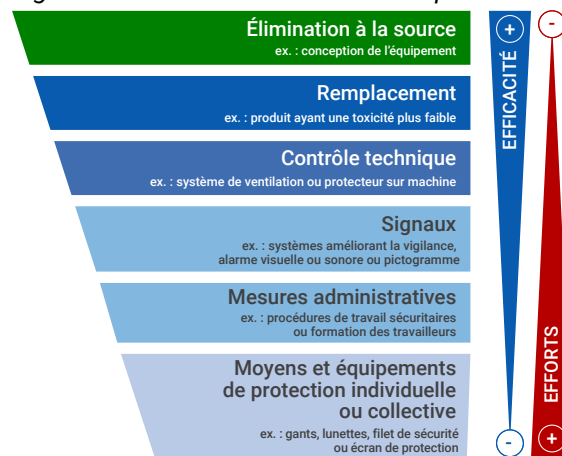 Élimination à la source
ex. : conception de l'équipement
Remplacement
ex. : produit ayant une toxicité plus faible
Contrôle technique
ex. : système de ventilation ou protecteur sur machine
Signaux
ex. : systèmes améliorant la vigilance,
alarme visuelle ou sonore ou pictogramme
Mesures administratives
ex. : procédures de travail sécuritaires
ou formation des travailleurs
Moyens et équipements
de protection individuelle
ou collective
ex. : gants, lunettes, filet de sécurité
ou écran de protection
+
EFFICACITÉ
-
-
EFFORTS
+